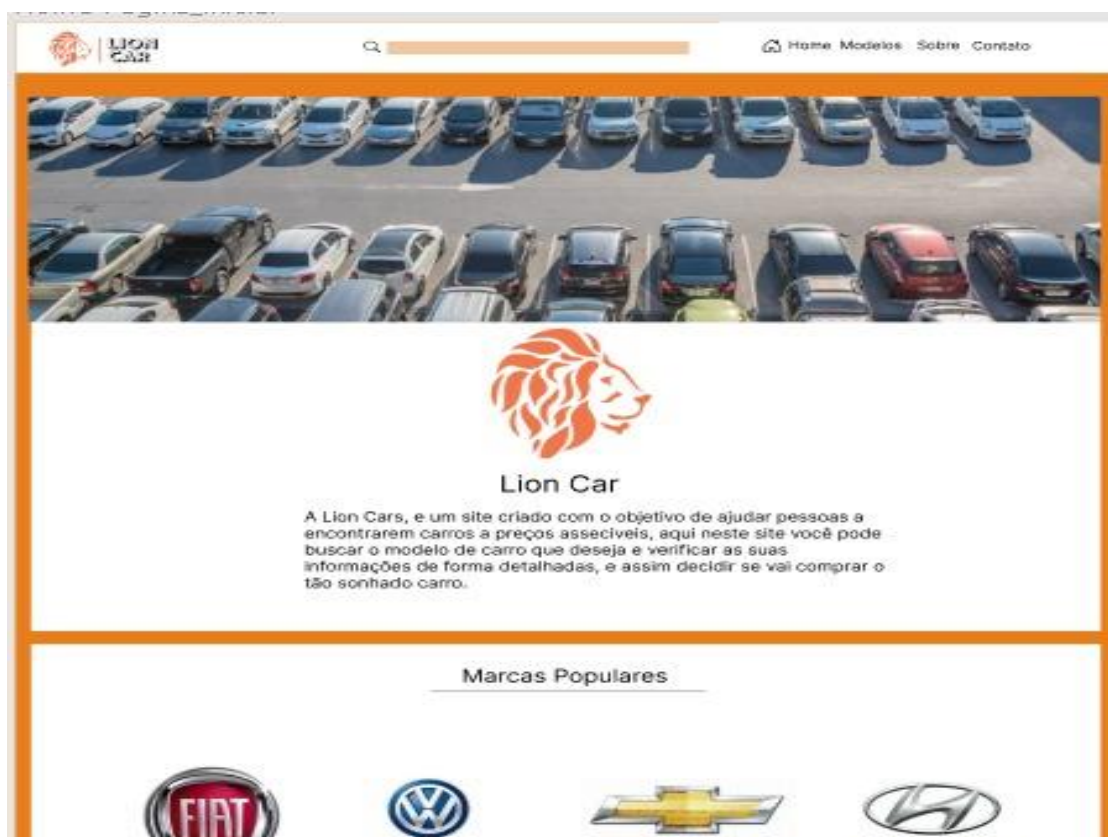 LION
CAR
Home Modelos Sobre Contato
Lion Car
A Lion Cars, e um site criado com o objetivo de ajudar pessoas a
encontrarem carros a preços asseciveis, aqui neste site você pode
buscar o modelo de carro que deseja e verificar as suas
informações de forma detalhadas, e assim decidir se vai comprar o
tão sonhado carro.
Marcas Populares
FIAT